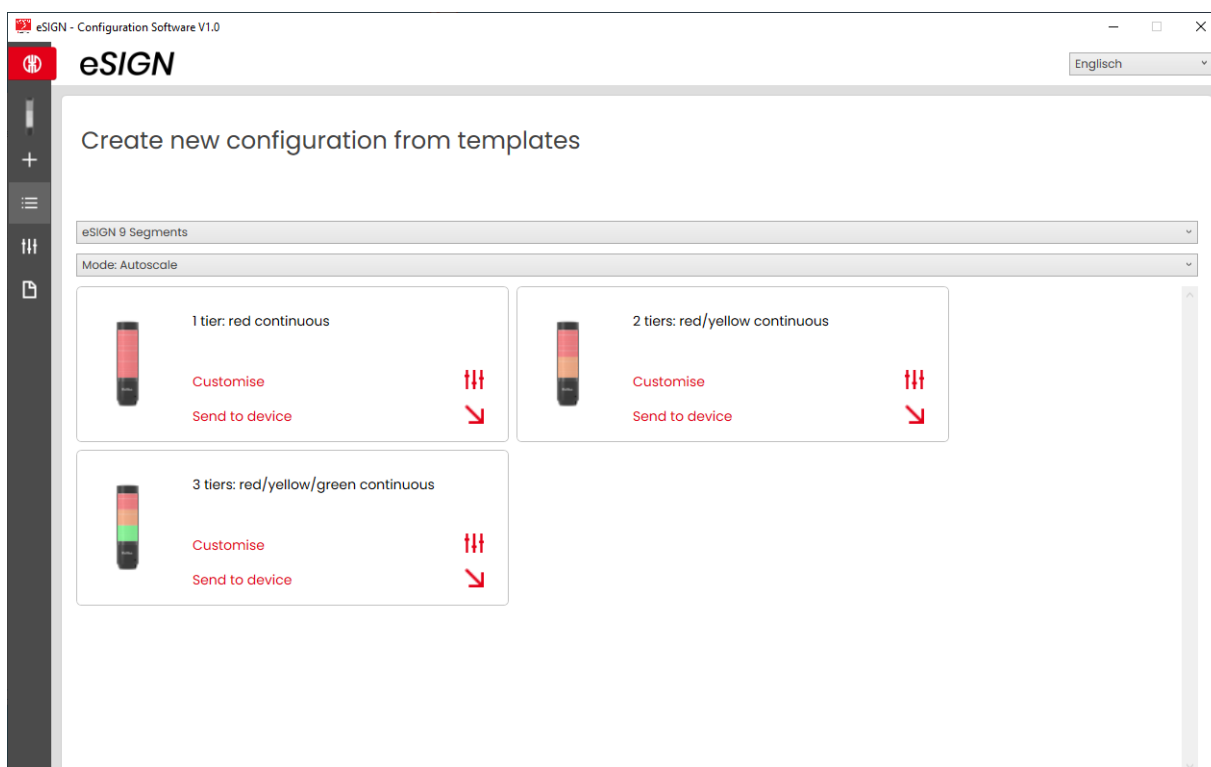 eSIGN - Configuration Software V1.0
eSIGN
Englisch
Create new configuration from templates
eSIGN 9 Segments
Mode: Autoscale
1 tier: red continuous
Customise
Send to device
2 tiers: red/yellow continuous
Customise
Send to device
3 tiers: red/yellow/green continuous
Customise
Send to device